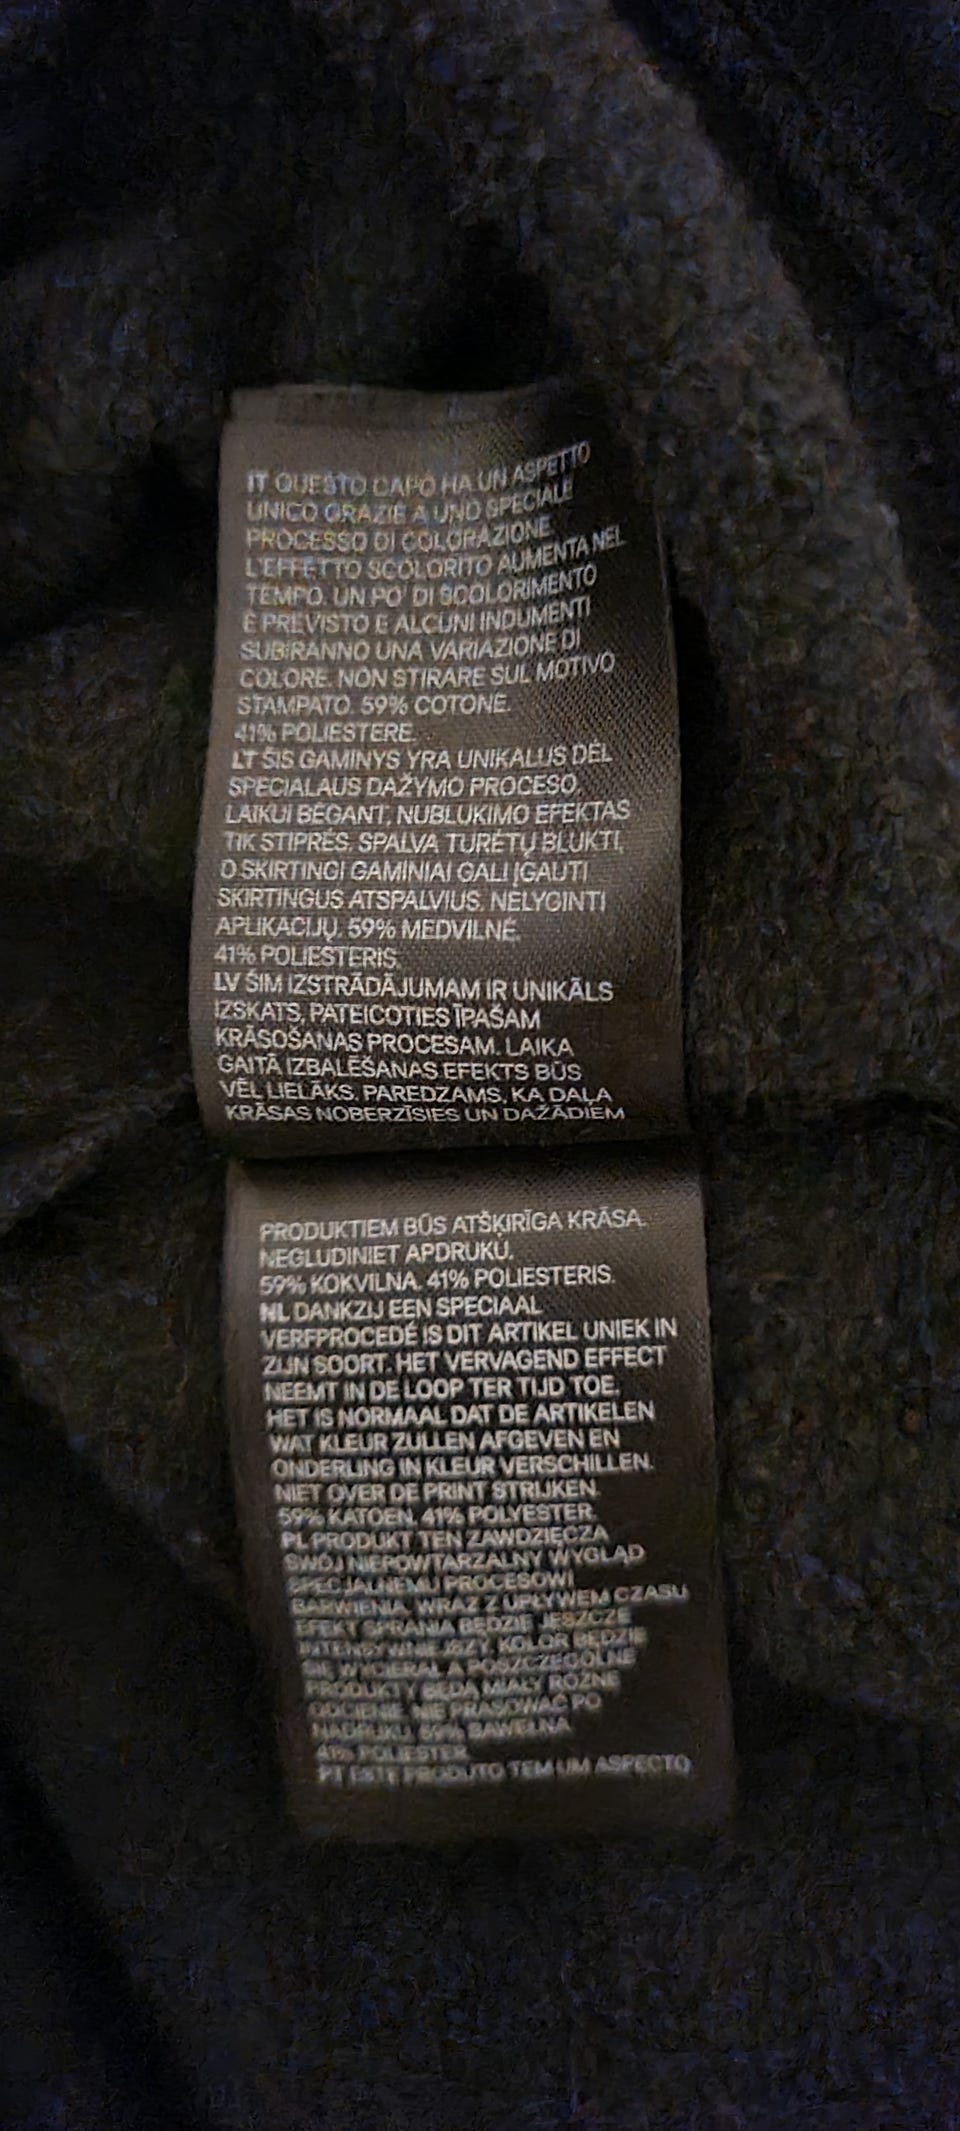 IT QUESTO CAPO HA UN ASPETTO
UNICO GRAZIE A UNO SPECIALE
PROCESSO DI COLORAZIONE.
L'EFFETTO SCOLORITO AUMENTA NEL
TEMPO. UN PO' DI SCOLORIMENTO
È PREVISTO E ALCUNI INDUMENTI
SUBIRANNO UNA VARIAZIONE DI
COLORE. NON STIRARE SUL MOTIVO
STAMPATO. 59% COTONE.
41% POLIESTERE.
LT ŠIS GAMINYS YRA UNIKALUS DĖL
SPECIALAUS DAŽYMO PROCESO.
LAIKUI BĖGANT, NUBLUKIMO EFEKTAS
TIK STIPRĖS. SPALVA TURĖTŲ BLUKTI,
O SKIRTINGI GAMINIAI GALI ĮGAUTI
SKIRTINGUS ATSPALVIUS. NELYGINTI
APLIKACIJŲ. 59% MEDVILNĖ.
41% POLIESTERIS.
LV ŠIM IZSTRĀDĀJUMAM IR UNIKĀLS
IZSKATS, PATEICOTIES ĪPAŠAM
KRĀSOŠANAS PROCESAM. LAIKA
GAITĀ IZBALĒŠANAS EFEKTS BŪS
VĒL LIELĀKS. PAREDZAMS, KA DAĻA
KRĀSAS NOBERZĪSIES UN DAŽĀDIEM
PRODUKTIEM BŪS ATŠĶIRĪGA KRĀSA.
NEGLUDINIET APDRUKU.
59% KOKVILNA. 41% POLIESTERIS.
NL DANKZIJ EEN SPECIAAL
VERFPROCEDÉ IS DIT ARTIKEL UNIEK IN
ZIJN SOORT. HET VERVAGEND EFFECT
NEEMT IN DE LOOP TER TIJD TOE.
HET IS NORMAAL DAT DE ARTIKELEN
WAT KLEUR ZULLEN AFGEVEN EN
ONDERLING IN KLEUR VERSCHILLEN.
NIET OVER DE PRINT STRIJKEN.
59% KATOEN. 41% POLYESTER.
PL PRODUKT TEN ZAWDZIĘCZA
SWÓJ NIEPOWTARZALNY WYGLĄD
SPECJALNEMU PROCESOWI
BARWIENIA. WRAZ Z UPŁYWEM CZASU
EFEKT SPRANIA BĘDZIE JESZCZE
INTENSYWNIEJSZY. KOLOR BĘDZIE
SIĘ WYCIERAŁ A POSZCZEGÓLNE
PRODUKTY BĘDĄ MIAŁY RÓŻNE
ODCIENIE. NIE PRASOWAĆ PO
NADRUKU. 59% BAWEŁNA
41% POLIESTER
PT ESTE PRODUTO TEM UM ASPECTO